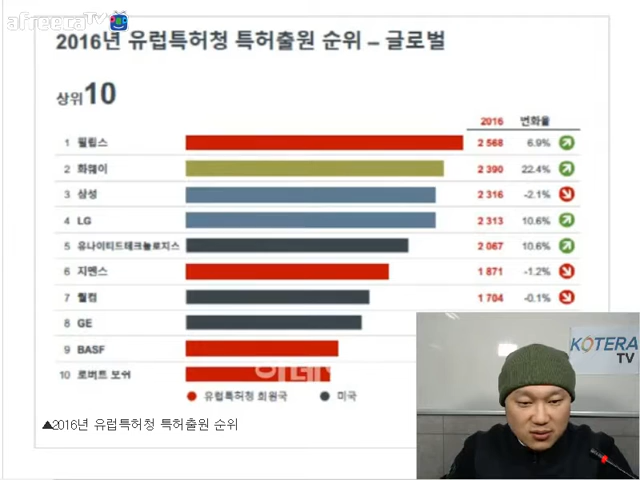 afreecaTV
2016년 유럽특허청 특허출원 순위 – 글로벌
상위10
2016 변화율
1 필립스 2 568 6.9%
2 화웨이 2 390 22.4%
3 삼성 2 316 -2.1%
4 LG 2 313 10.6%
5 유나이티드테크놀로지스 2 067 10.6%
6 지멘스 1 871 -1.2%
7 퀄컴 1 704 -0.1%
8 GE
9 BASF
10 로버트 보쉬
유럽특허청 회원국 미국
▲2016년 유럽특허청 특허출원 순위
KOTERA
TV